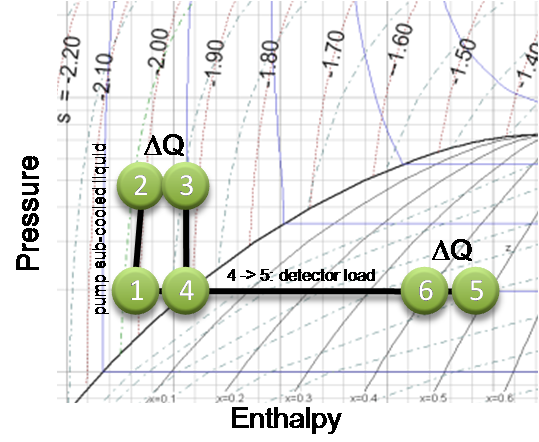 s = -2.20
-2.10
-2.00
-1.90
-1.80
-1.70
-1.60
-1.50
-1.40
Pressure
pump sub-cooled liquid
ΔQ
2
3
ΔQ
4 -> 5: detector load
1
4
6
5
x=0.1
x=0.2
x=0.3
x=0.4
x=0.5
x=0.6
Enthalpy